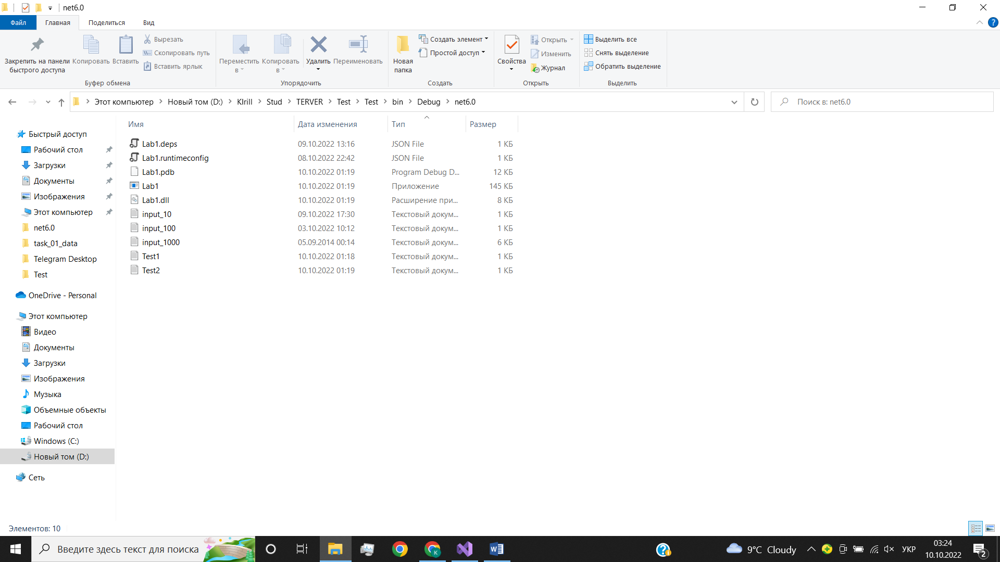 net6.0
Файл Главная Поделиться Вид
Закрепить на панели быстрого доступа
Копировать
Вставить
Вырезать
Скопировать путь
Вставить ярлык
Буфер обмена
Переместить в
Копировать в
Удалить
Переименовать
Упорядочить
Новая папка
Создать элемент
Простой доступ
Создать
Свойства
Открыть
Изменить
Журнал
Открыть
Выделить все
Снять выделение
Обратить выделение
Выделить
Этот компьютер > Новый том (D:) > KIrill > Stud > TERVER > Test > Test > bin > Debug > net6.0
Поиск в: net6.0
Быстрый доступ
Рабочий стол
Загрузки
Документы
Изображения
Этот компьютер
net6.0
task_01_data
Telegram Desktop
Test
OneDrive - Personal
Этот компьютер
Видео
Документы
Загрузки
Изображения
Музыка
Объемные объекты
Рабочий стол
Windows (C:)
Новый том (D:)
Сеть
Имя Дата изменения Тип Размер
Lab1.deps 09.10.2022 13:16 JSON File 1 КБ
Lab1.runtimeconfig 08.10.2022 22:42 JSON File 1 КБ
Lab1.pdb 10.10.2022 01:19 Program Debug D... 12 КБ
Lab1 10.10.2022 01:19 Приложение 145 КБ
Lab1.dll 10.10.2022 01:19 Расширение при... 8 КБ
input_10 09.10.2022 17:30 Текстовый докум... 1 КБ
input_100 03.10.2022 10:12 Текстовый докум... 1 КБ
input_1000 05.09.2014 00:14 Текстовый докум... 6 КБ
Test1 10.10.2022 01:18 Текстовый докум... 1 КБ
Test2 10.10.2022 01:19 Текстовый докум... 1 КБ
Элементов: 10
Введите здесь текст для поиска
9°C Cloudy
УКР
03:24
10.10.2022
2